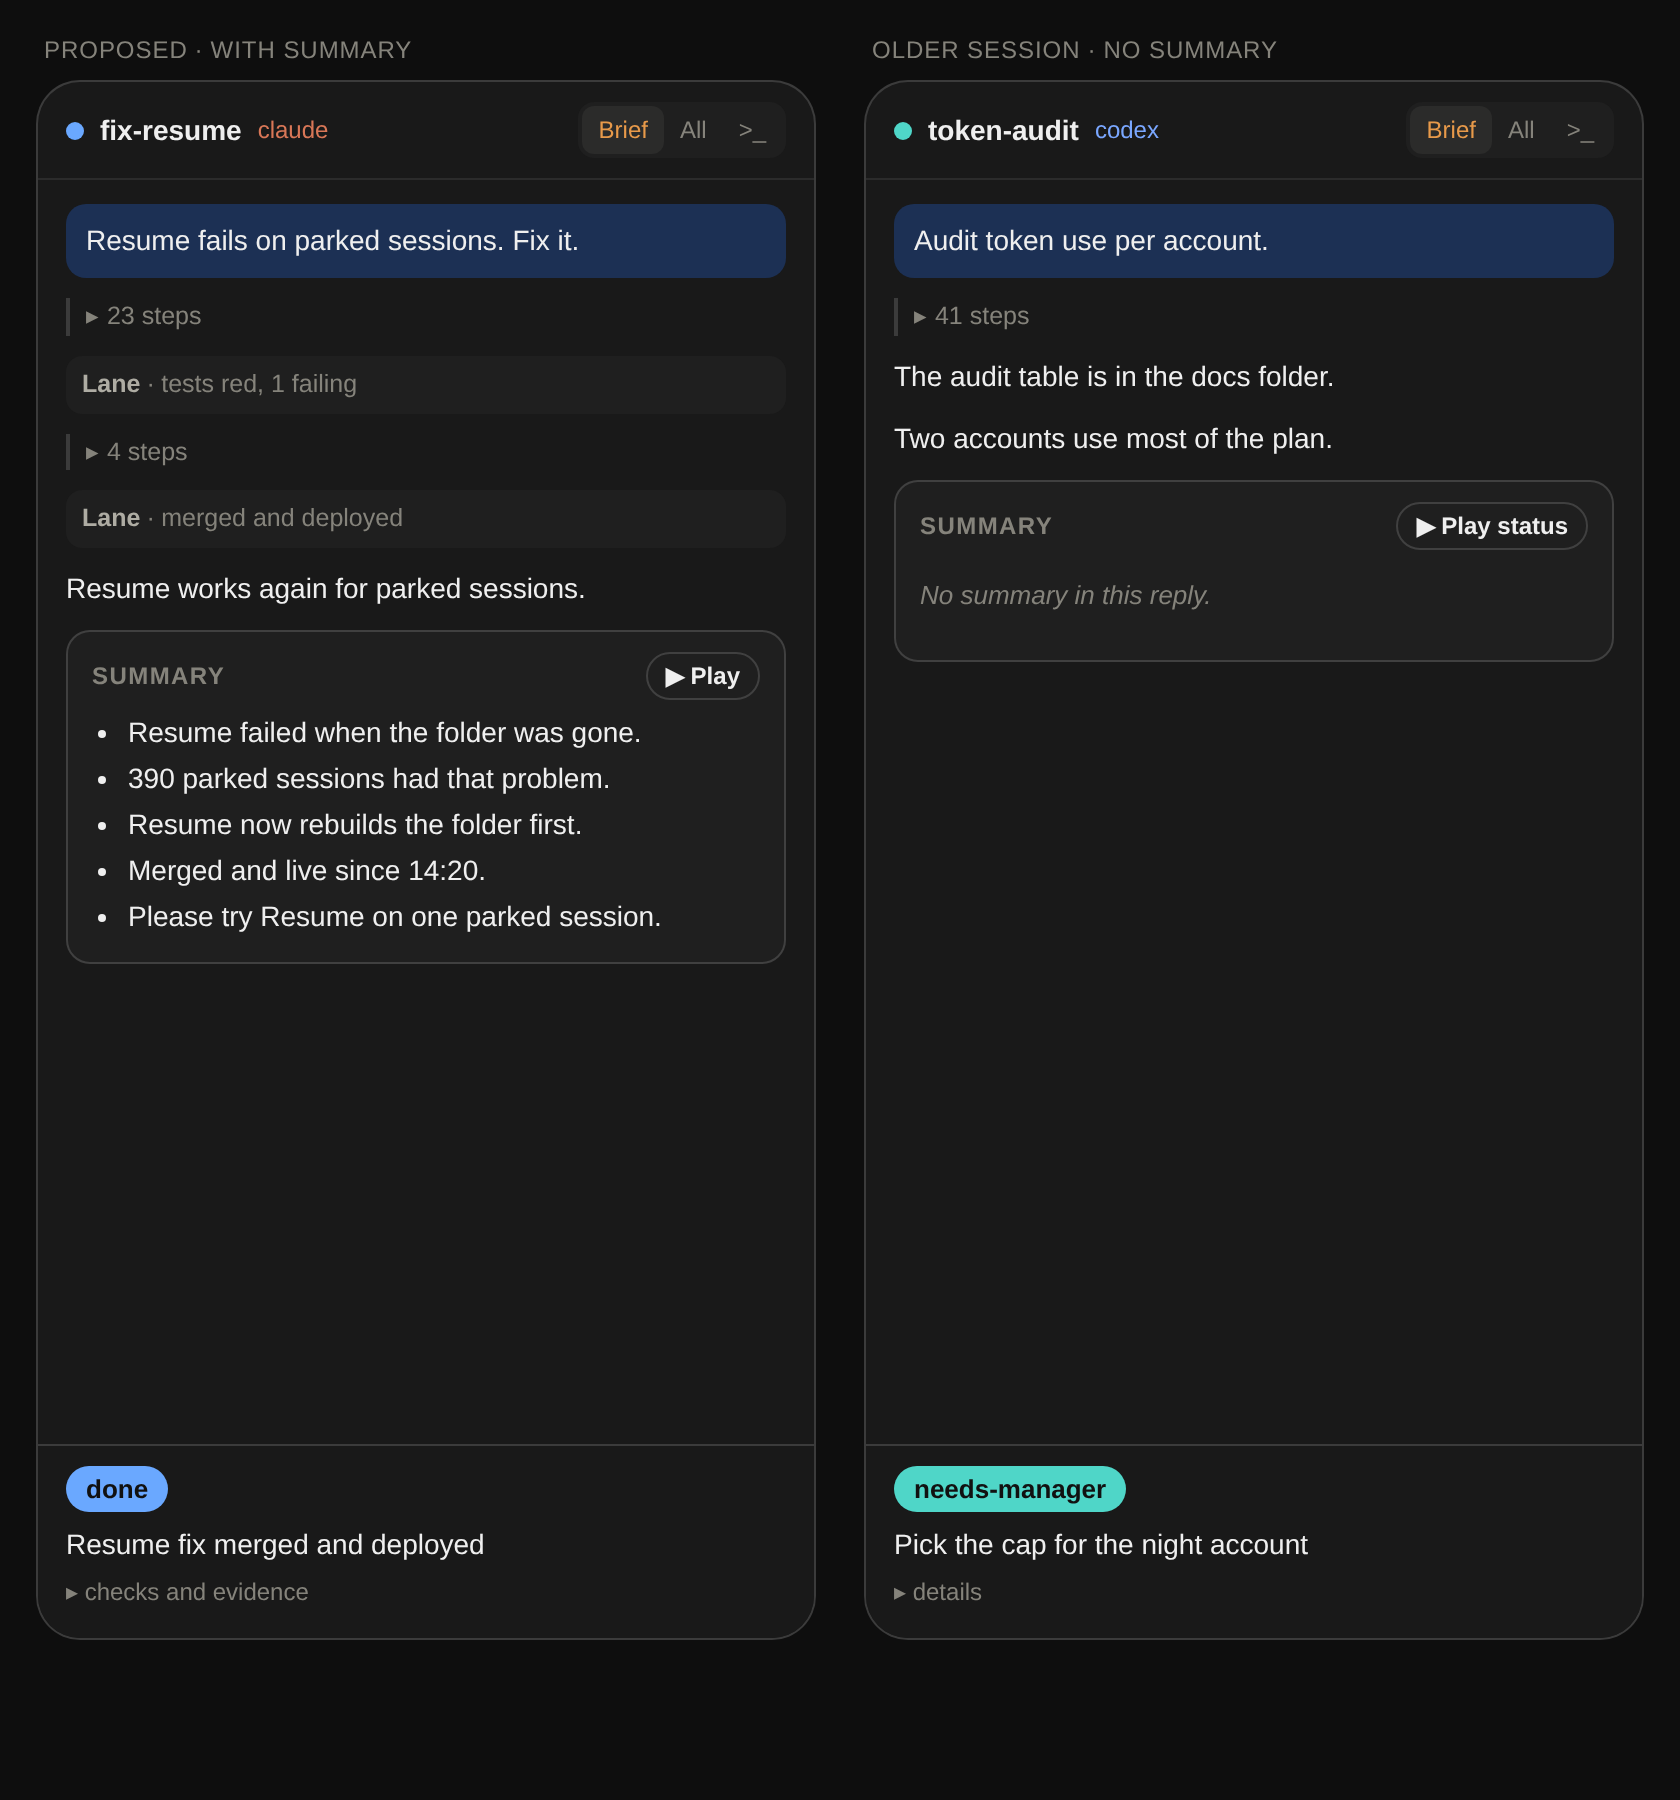 PROPOSED · WITH SUMMARY
fix-resume claude
Brief All >_
Resume fails on parked sessions. Fix it.
▸ 23 steps
Lane · tests red, 1 failing
▸ 4 steps
Lane · merged and deployed
Resume works again for parked sessions.
SUMMARY
▶ Play
• Resume failed when the folder was gone.
• 390 parked sessions had that problem.
• Resume now rebuilds the folder first.
• Merged and live since 14:20.
• Please try Resume on one parked session.
done
Resume fix merged and deployed
▸ checks and evidence
OLDER SESSION · NO SUMMARY
token-audit codex
Brief All >_
Audit token use per account.
▸ 41 steps
The audit table is in the docs folder.
Two accounts use most of the plan.
SUMMARY
▶ Play status
No summary in this reply.
needs-manager
Pick the cap for the night account
▸ details